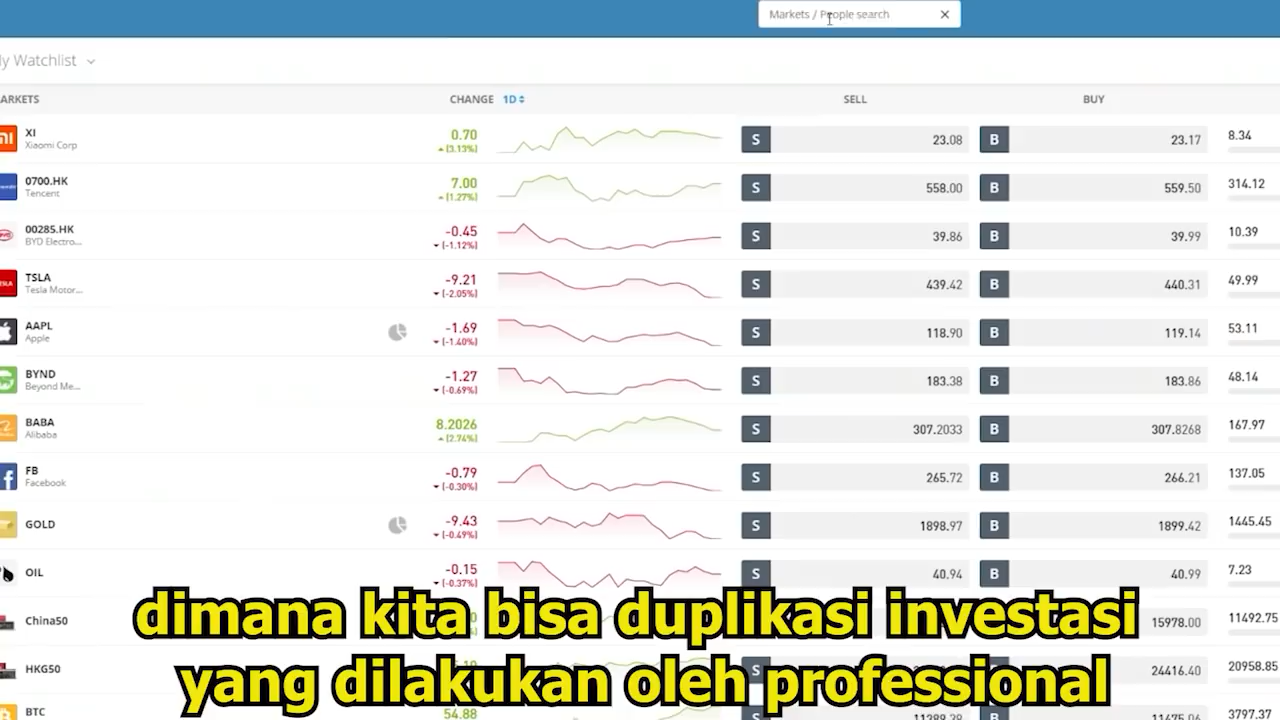 Markets / People search
ly Watchlist
ARKETS CHANGE 1D SELL BUY
XI 0.70 S 23.08 B 23.17 8.34
Xiaomi Corp (3.13%)
0700.HK 7.00 S 558.00 B 559.50 314.12
Tencent (1.27%)
00285.HK -0.45 S 39.86 B 39.99 10.39
BYD Electro... (-1.12%)
TSLA -9.21 S 439.42 B 440.31 49.99
Tesla Motor... (-2.05%)
AAPL -1.69 S 118.90 B 119.14 53.11
Apple (-1.40%)
BYND -1.27 S 183.38 B 183.86 48.14
Beyond Me... (-0.69%)
BABA 8.2026 S 307.2033 B 307.8268 167.97
Alibaba (2.74%)
FB -0.79 S 265.72 B 266.21 137.05
Facebook (-0.30%)
GOLD -9.43 S 1898.97 B 1899.42 1445.45
(-0.49%)
OIL -0.15 S 40.94 B 40.99 7.23
(-0.37%)
China50 15978.00 11492.75
HKG50 24416.40 20958.85
BTC 54.88 3797.37
dimana kita bisa duplikasi investasi
yang dilakukan oleh professional